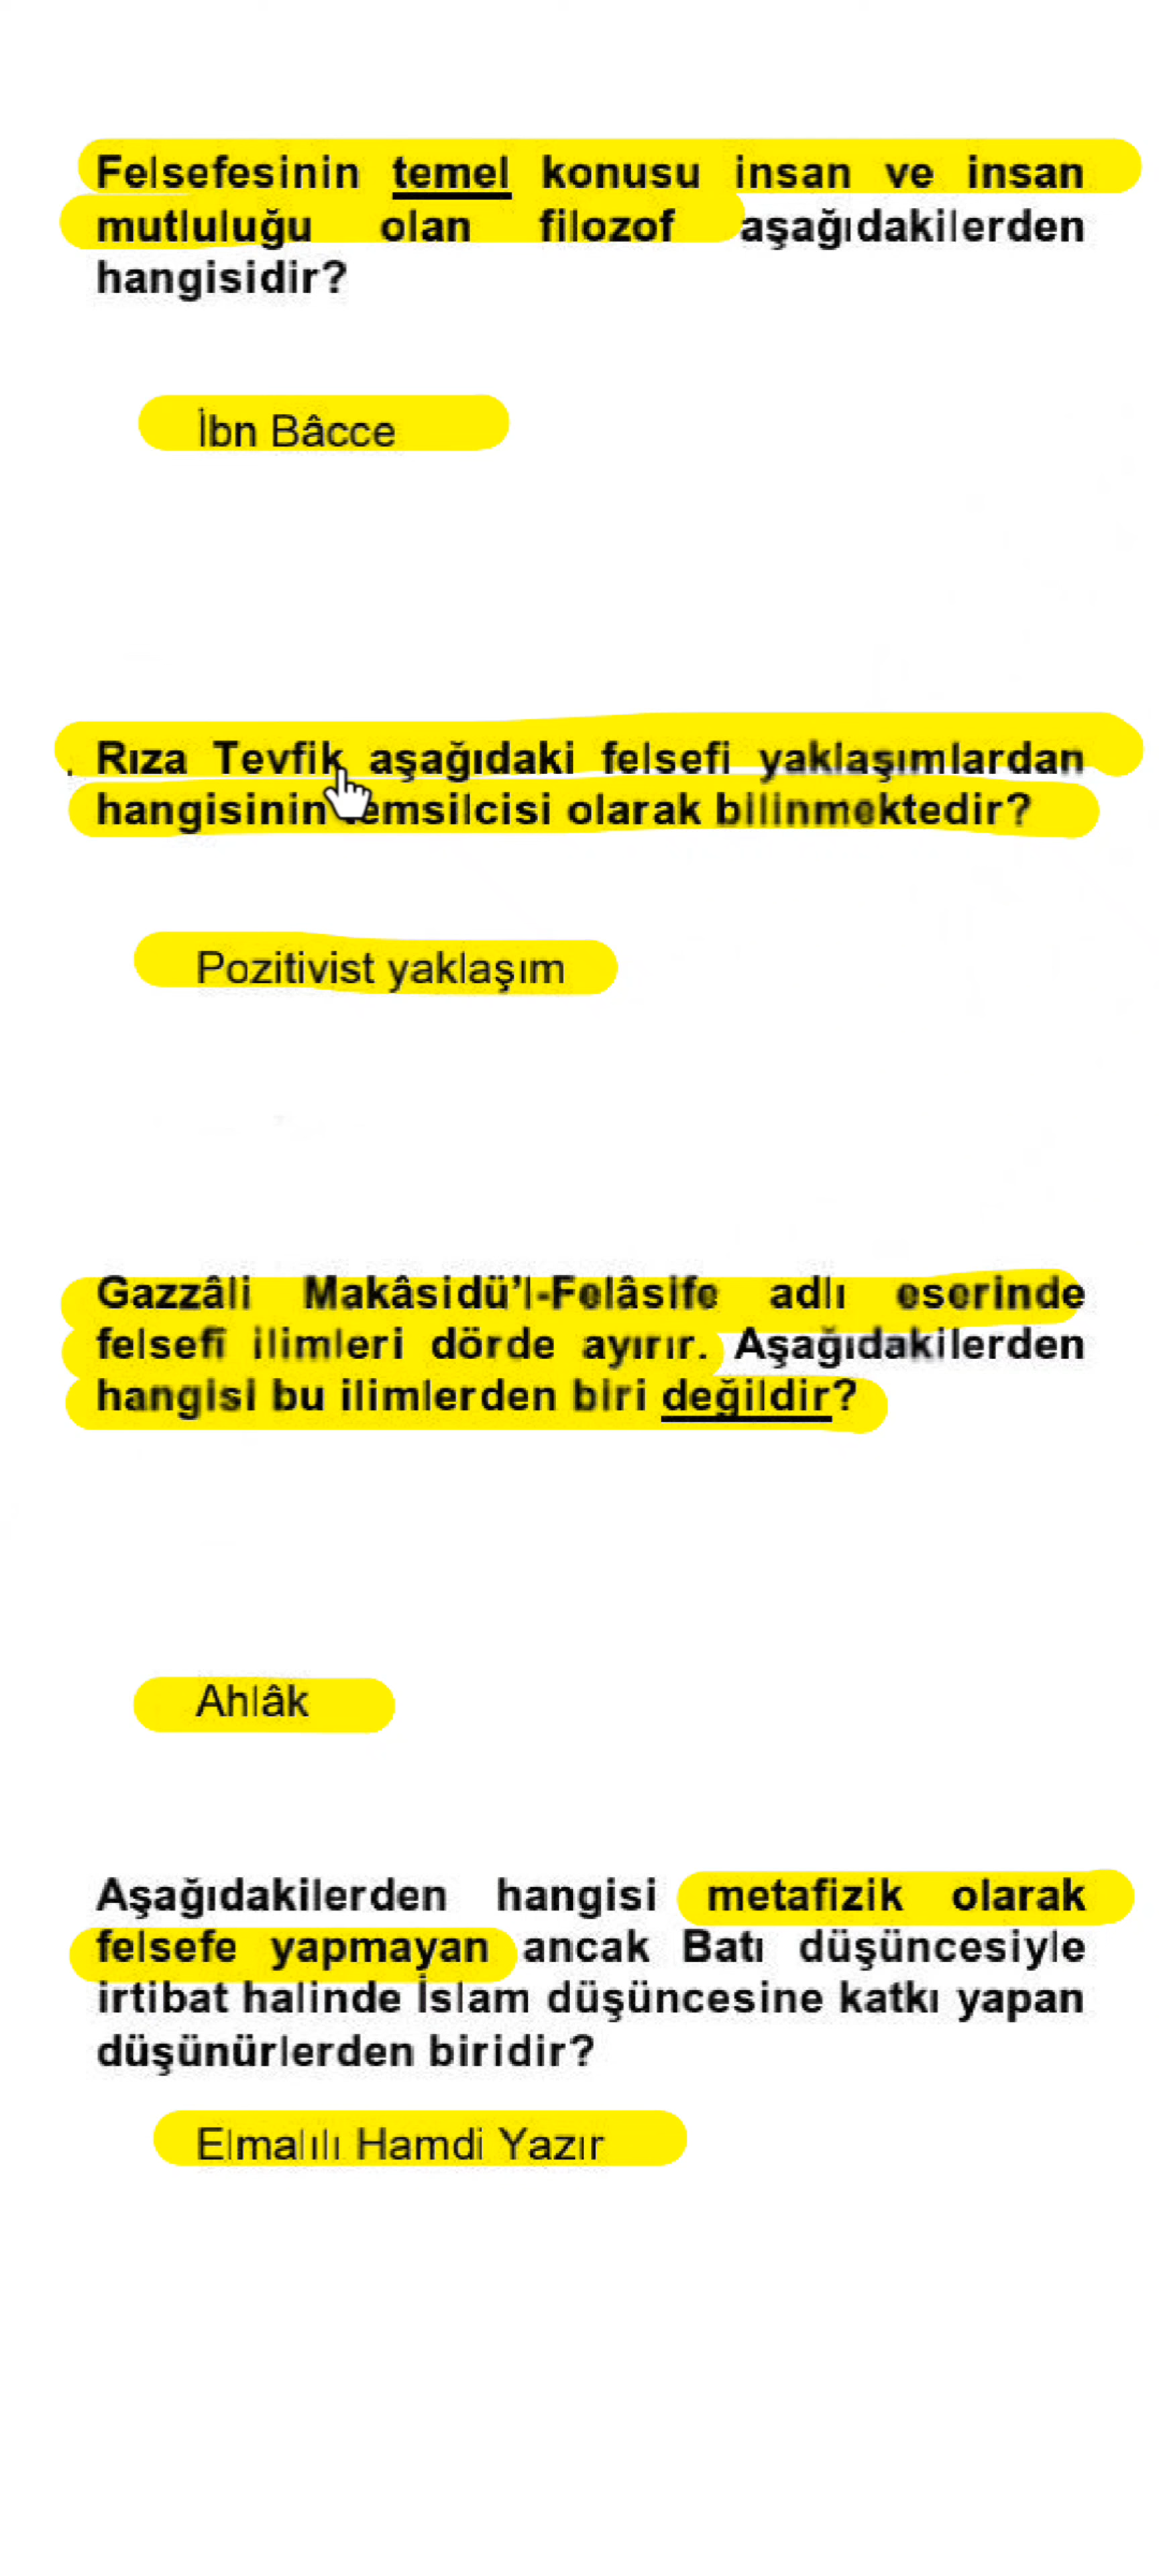 Felsefesinin temel konusu insan ve insan
mutluluğu olan filozof aşağıdakilerden
hangisidir?
İbn Bâcce
. Rıza Tevfik aşağıdaki felsefi yaklaşımlardan
hangisinin temsilcisi olarak bilinmektedir?
Pozitivist yaklaşım
Gazzâli Makâsidü’l-Felâsife adlı eserinde
felsefî ilimleri dörde ayırır. Aşağıdakilerden
hangisi bu ilimlerden biri değildir?
Ahlâk
Aşağıdakilerden hangisi metafizik olarak
felsefe yapmayan ancak Batı düşüncesiyle
irtibat halinde İslam düşüncesine katkı yapan
düşünürlerden biridir?
Elmalılı Hamdi Yazır